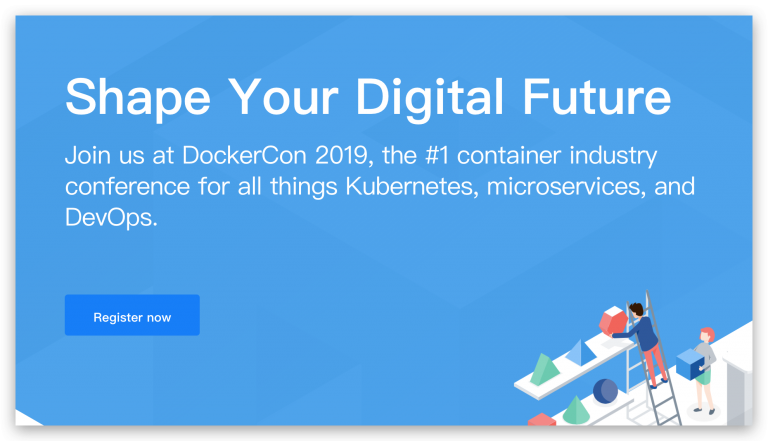 Shape Your Digital Future
Join us at DockerCon 2019, the #1 container industry
conference for all things Kubernetes, microservices, and
DevOps.
Register now